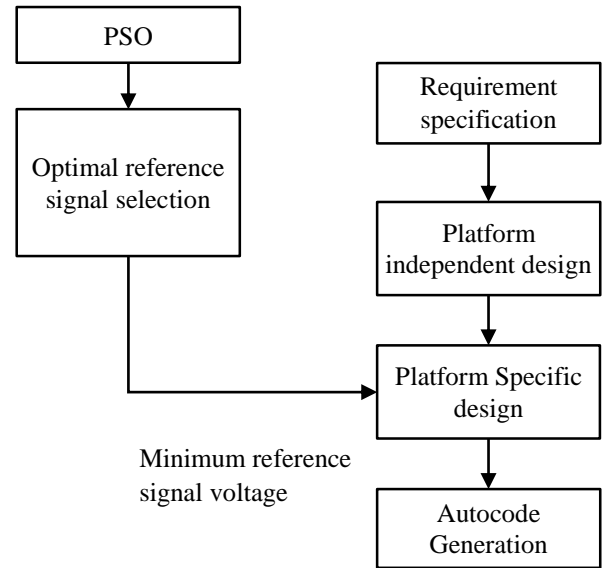 PSO
Optimal reference
signal selection
Requirement
specification
Platform
independent design
Platform Specific
design
Minimum reference
signal voltage
Autocode
Generation